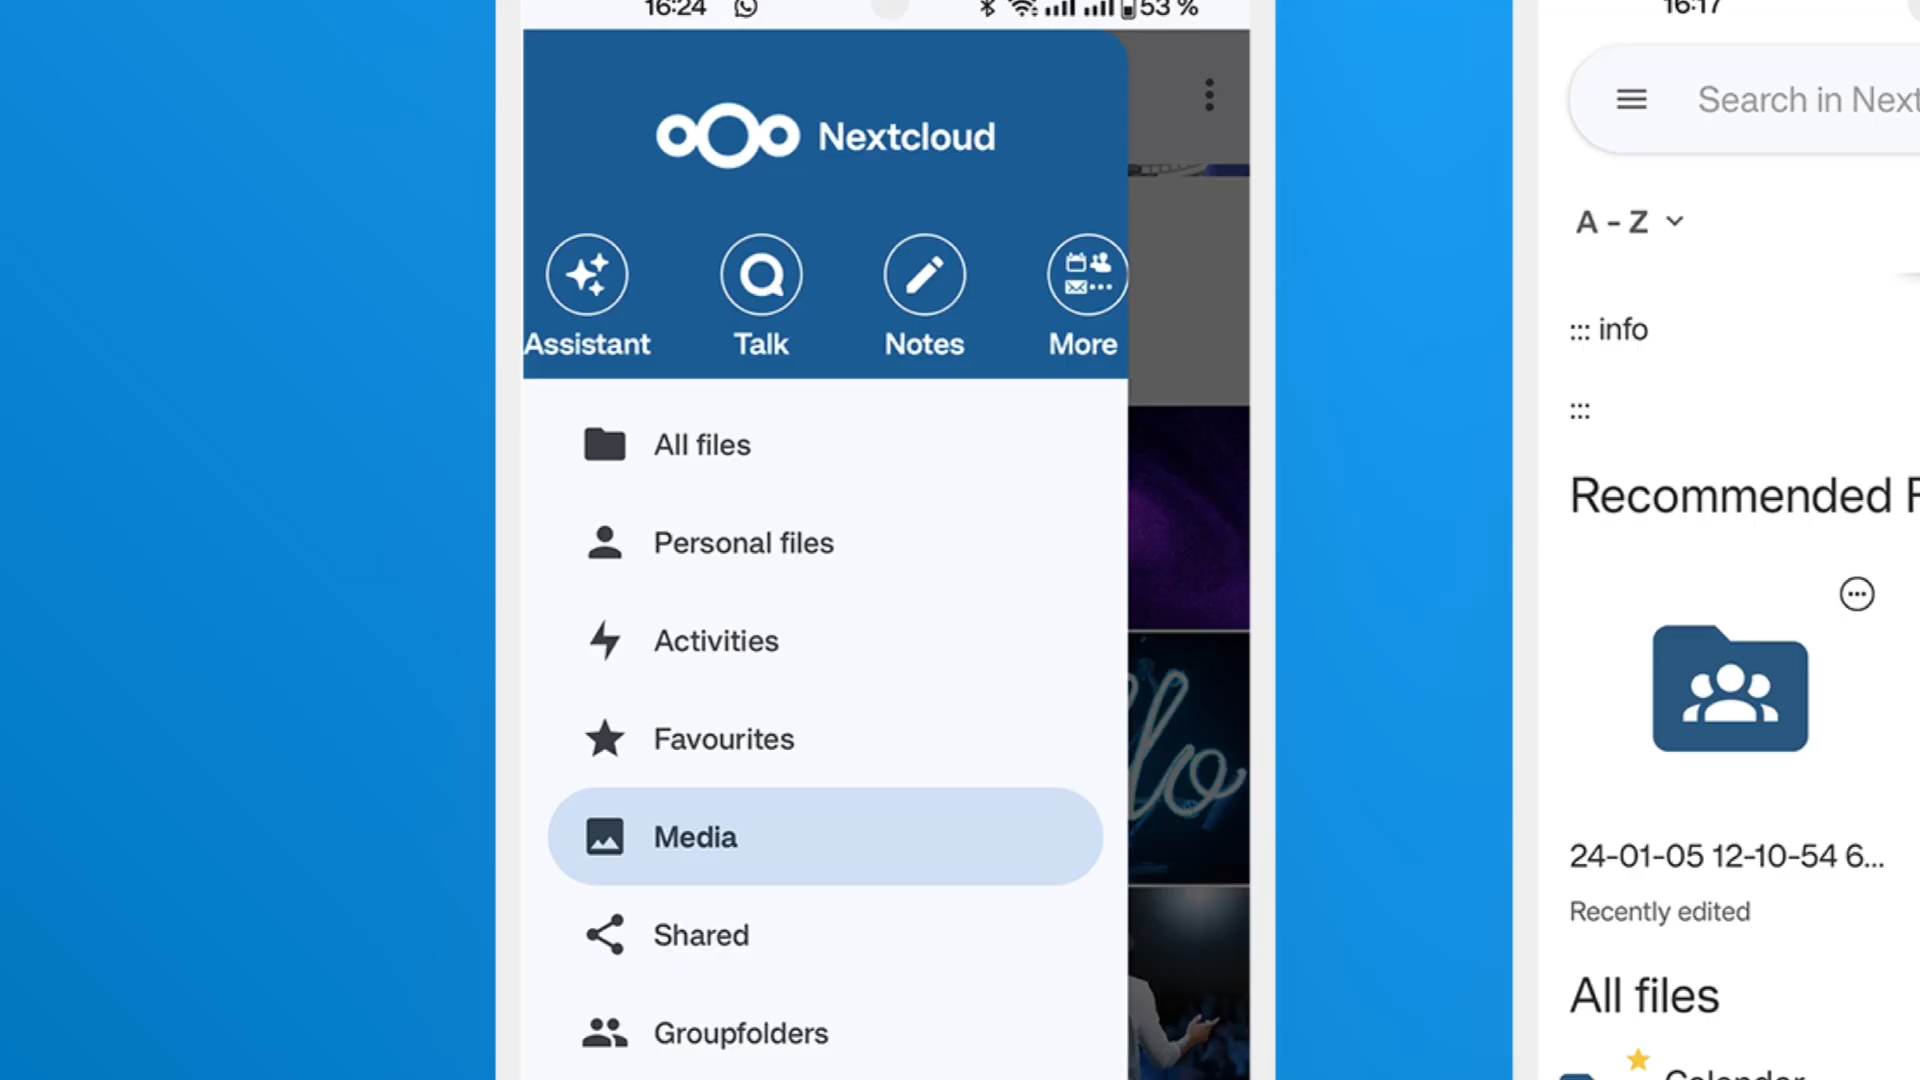 16:24 53 %
Nextcloud
Assistant Talk Notes More
All files
Personal files
Activities
Favourites
Media
Shared
Groupfolders
16:17
Search in Next
A - Z
::: info
:::
Recommended F
24-01-05 12-10-54 6...
Recently edited
All files
Calendar